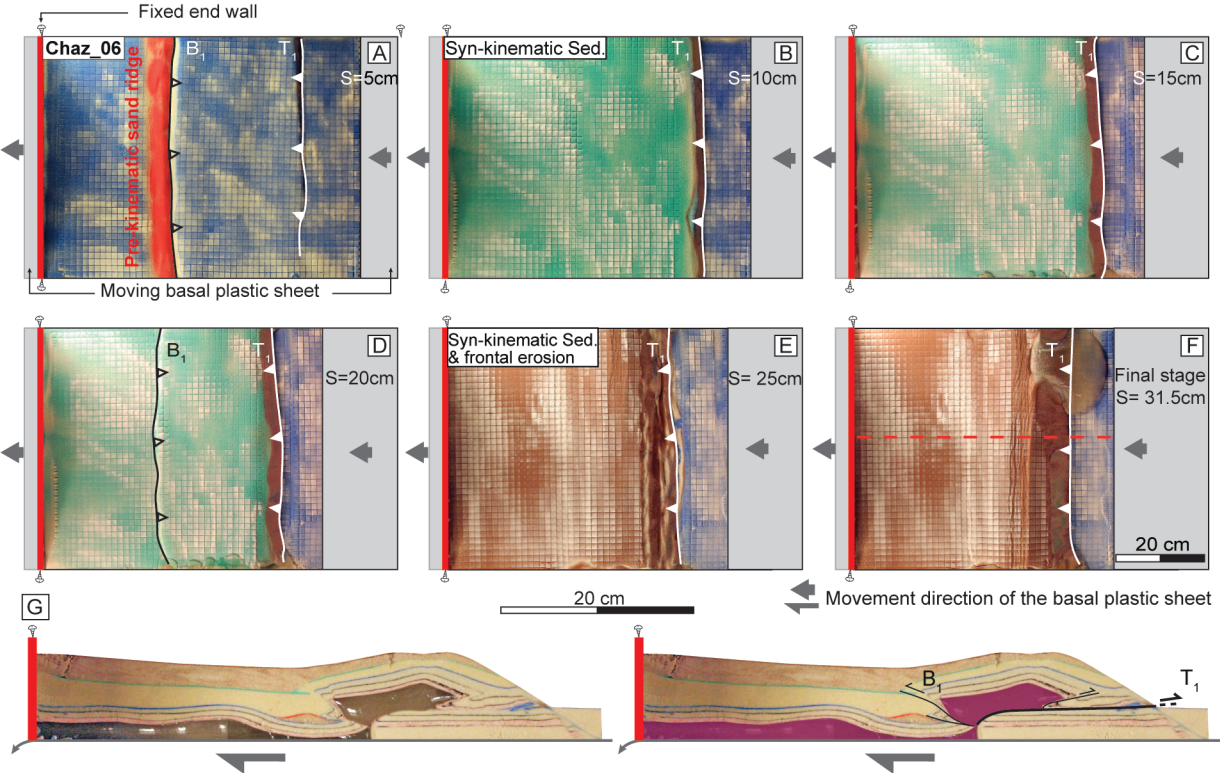 Fixed end wall
Chaz_06
B1
T1
A
S=5cm
Pre-kinematic sand ridge
Moving basal plastic sheet
Syn-kinematic Sed.
T1
B
S=10cm
T1
C
S=15cm
B1
T1
D
S=20cm
Syn-kinematic Sed.
& frontal erosion
T1
E
S= 25cm
T1
F
Final stage
S= 31.5cm
20 cm
20 cm
Movement direction of the basal plastic sheet
G
B1
T1